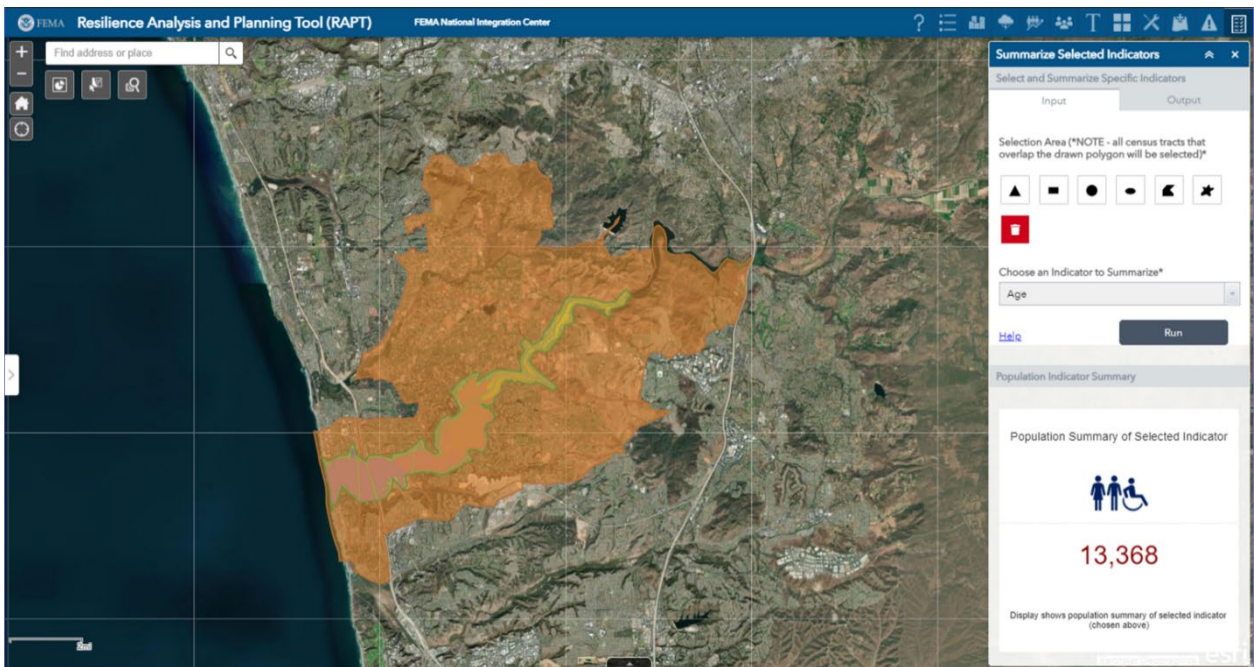 FEMA
Resilience Analysis and Planning Tool (RAPT)
FEMA National Integration Center
Find address or place
Summarize Selected Indicators
Select and Summarize Specific Indicators
Input
Output
Selection Area (*NOTE - all census tracts that
overlap the drawn polygon will be selected)*
Choose an Indicator to Summarize*
Age
Help
Run
Population Indicator Summary
Population Summary of Selected Indicator
13,368
Display shows population summary of selected indicator
(chosen above)
2mi
esri